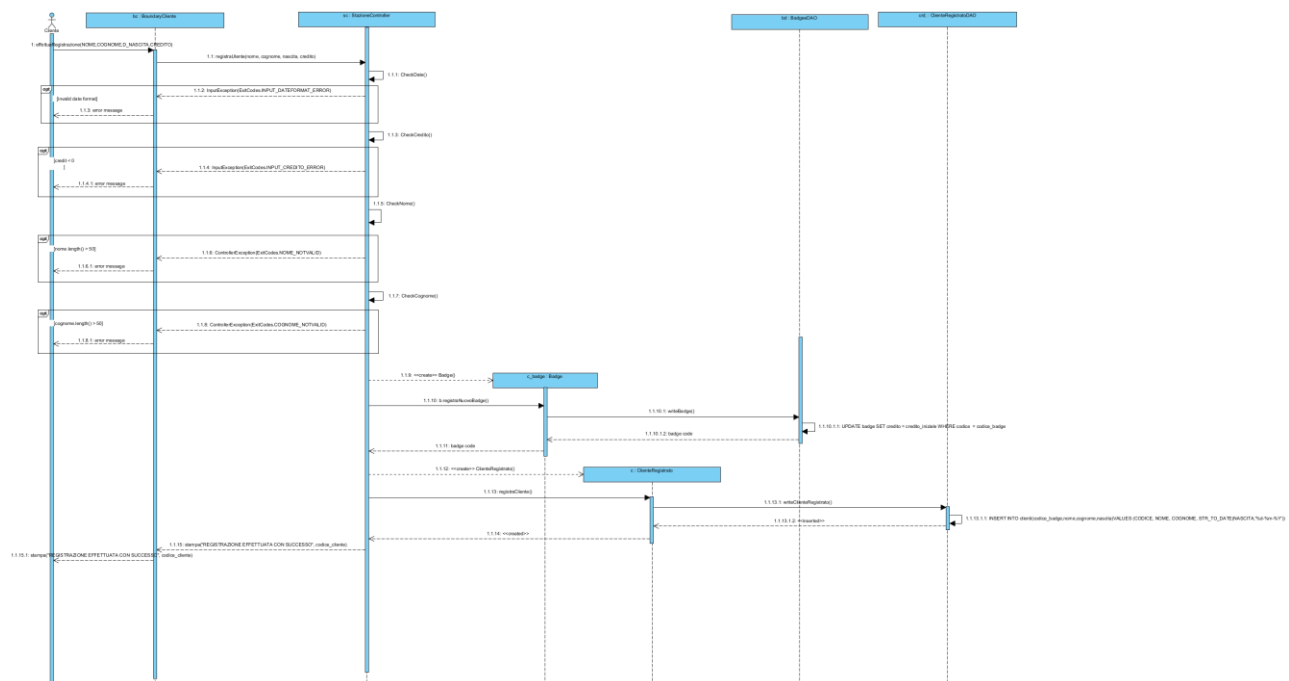 bc : BoundaryCliente
sc : StazioneController
bd : BadgesDAO
crd : ClienteRegistratoDAO
Cliente
1: effettuaRegistrazione(NOME,COGNOME,D_NASCITA,CREDITO)
1.1: registraUtente(nome, cognome, nascita, credito)
1.1.1: CheckDate()
opt
1.1.2: InputException(ExitCodes.INPUT_DATEFORMAT_ERROR)
[invalid date format]
1.1.3: error message
1.1.3: CheckCredito()
opt
[credit < 0
]
1.1.4: InputException(ExitCodes.INPUT_CREDITO_ERROR)
1.1.4.1: error message
1.1.5: CheckNome()
opt
[nome.length() > 50]
1.1.6: ControllerException(ExitCodes.NOME_NOTVALID)
1.1.6.1: error message
1.1.7: CheckCognome()
opt
[cognome.length() > 50]
1.1.8: ControllerException(ExitCodes.COGNOME_NOTVALID)
1.1.8.1: error message
1.1.9: <<create>> Badge()
c_badge : Badge
1.1.10: b.registraNuovoBadge()
1.1.10.1: writeBadge()
1.1.10.1.1: UPDATE badge SET credito = credito_iniziale WHERE codice = codice_badge
1.1.10.1.2: badge code
1.1.11: badge code
1.1.12: <<create>> ClienteRegistrato()
c : ClienteRegistrato
1.1.13: registraCliente()
1.1.13.1: writeClienteRegistrato()
1.1.13.1.1: INSERT INTO clienti(codice_badge,nome,cognome,nascita)VALUES (CODICE, NOME, COGNOME, STR_TO_DATE(NASCITA,'%d-%m-%Y'))
1.1.13.1.2: <<inserted>>
1.1.14: <<created>>
1.1.15: stampa("REGISTRAZIONE EFFETTUATA CON SUCCESSO", codice_cliente)
1.1.15.1: stampa("REGISTRAZIONE EFFETTUATA CON SUCCESSO", codice_cliente)